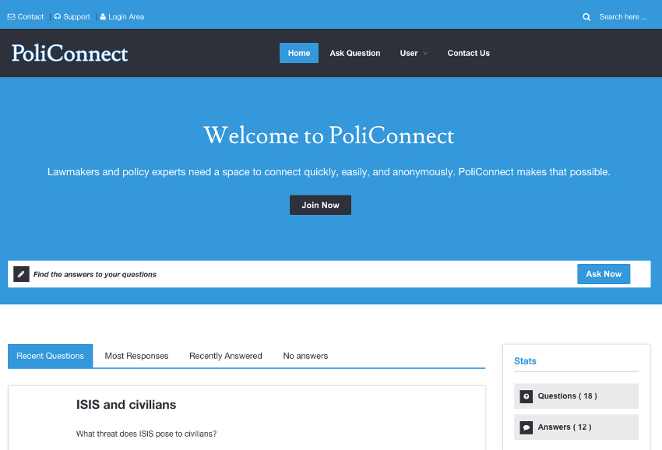 Contact Support Login Area Search here ...
PoliConnect Home Ask Question User Contact Us
Welcome to PoliConnect
Lawmakers and policy experts need a space to connect quickly, easily, and anonymously. PoliConnect makes that possible.
Join Now
Find the answers to your questions Ask Now
Recent Questions Most Responses Recently Answered No answers
Stats
ISIS and civilians
What threat does ISIS pose to civilians?
Questions ( 18 )
Answers ( 12 )